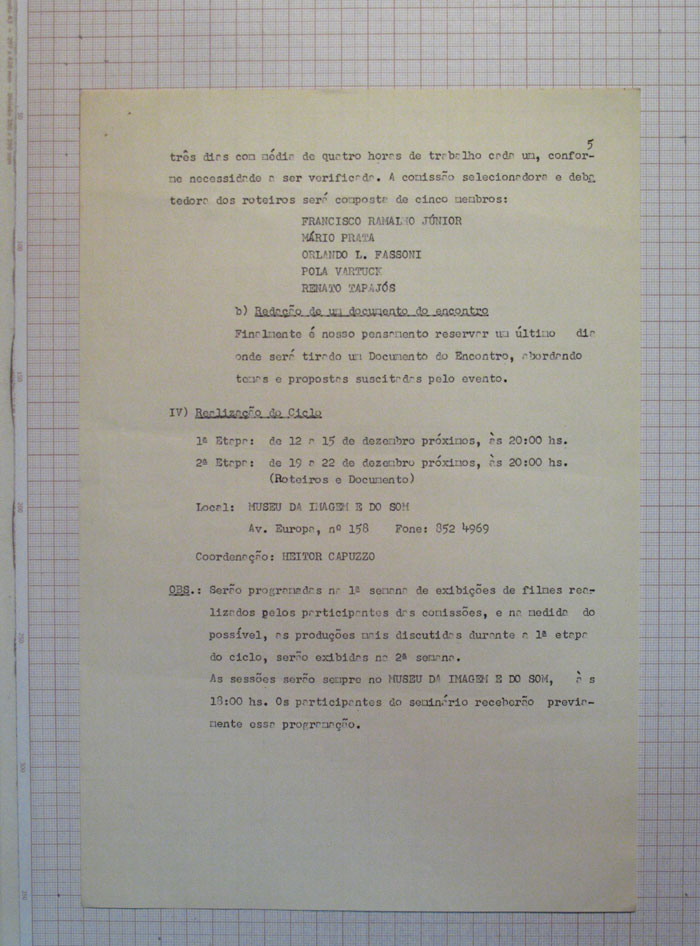 5
três dias com média de quatro horas de trabalho cada um, confor-
me necessidade a ser verificada. A comissão selecionadora e deba
tedora dos roteiros será composta de cinco membros:
FRANCISCO RAMALHO JÚNIOR
MÁRIO PRATA
ORLANDO L. FASSONI
POLA VARTUCK
RENATO TAPAJÓS
b) Redação de um documento do encontro
Finalmente é nosso pensamento reservar um último dia
onde será tirado um Documento do Encontro, abordando
temas e propostas suscitadas pelo evento.
IV) Realização do Ciclo
1ª Etapa: de 12 a 15 de dezembro próximos, às 20:00 hs.
2ª Etapa: de 19 a 22 de dezembro próximos, às 20:00 hs.
(Roteiros e Documento)
Local: MUSEU DA IMAGEM E DO SOM
Av. Europa, nº 158 Fone: 852 4969
Coordenação: HEITOR CAPUZZO
OBS.: Serão programadas na 1ª semana de exibições de filmes rea-
lizados pelos participantes das comissões, e na medida do
possível, as produções mais discutidas durante a 1ª etapa
do ciclo, serão exibidas na 2ª semana.
As sessões serão sempre no MUSEU DA IMAGEM E DO SOM, à s
18:00 hs. Os participantes do seminário receberão previa-
mente essa programação.